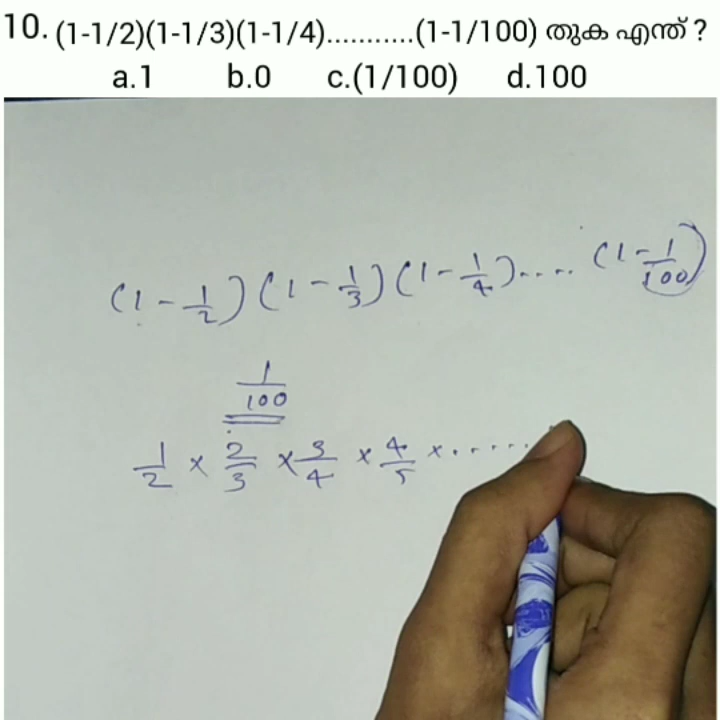 10. (1-1/2)(1-1/3)(1-1/4)...........(1-1/100) തുക എന്ത് ?
a.1 b.0 c.(1/100) d.100
(1 - 1/2) (1 - 1/3) (1 - 1/4).... (1 - 1/100)
1/100
1/2 × 2/3 × 3/4 × 4/5 × ......